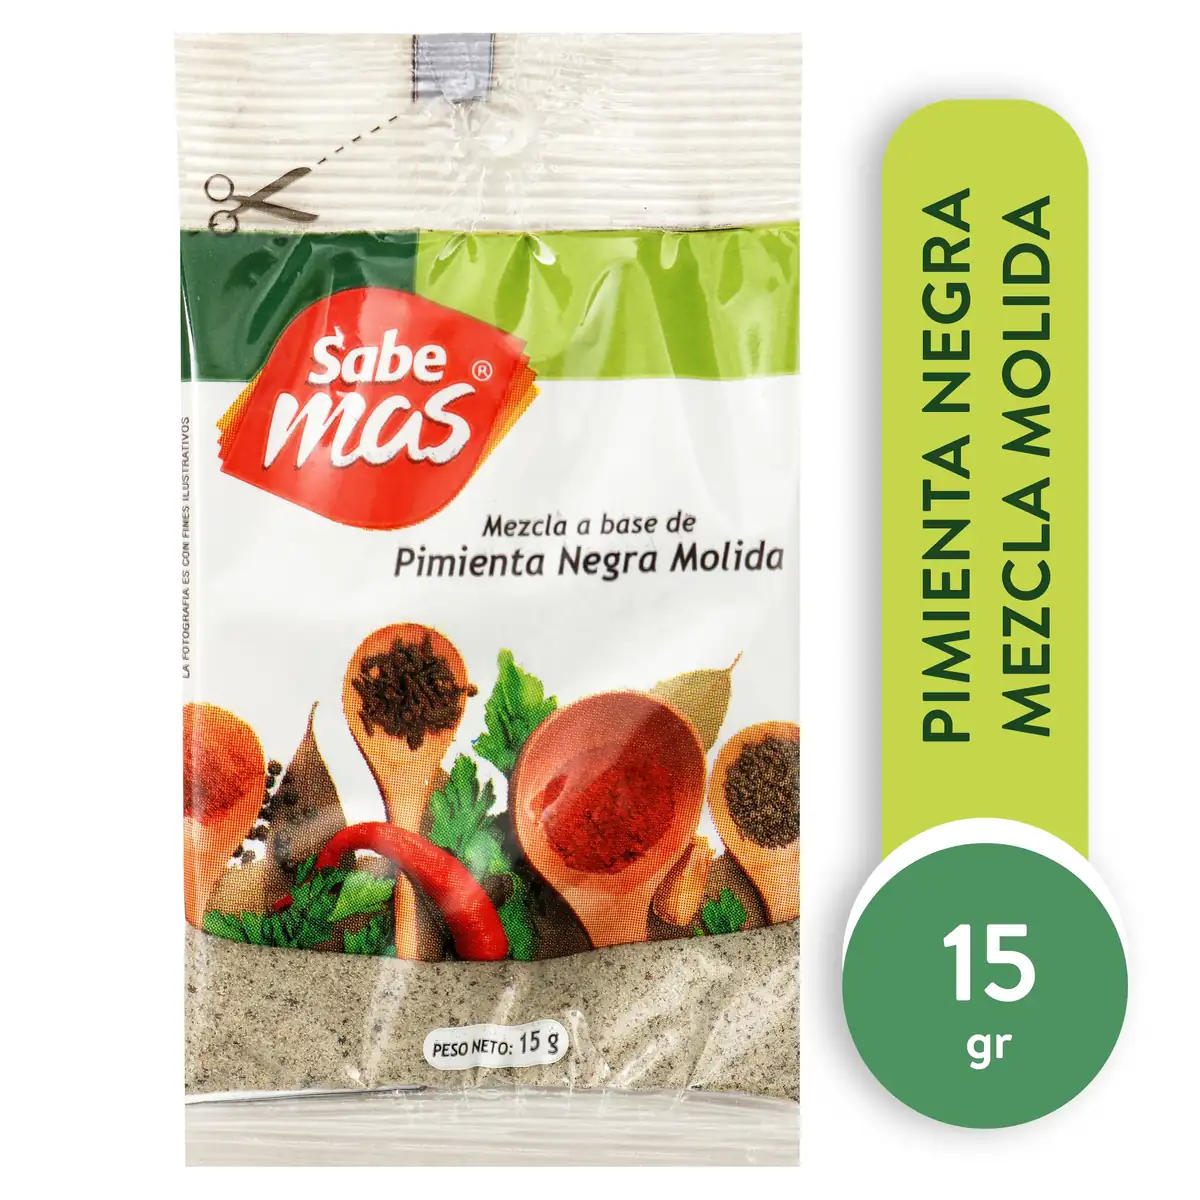 Sabe
mas
®
Mezcla a base de
Pimienta Negra Molida
LA FOTOGRAFIA ES CON FINES ILUSTRATIVOS
PESO NETO: 15 g
PIMIENTA NEGRA
MEZCLA MOLIDA
15
gr